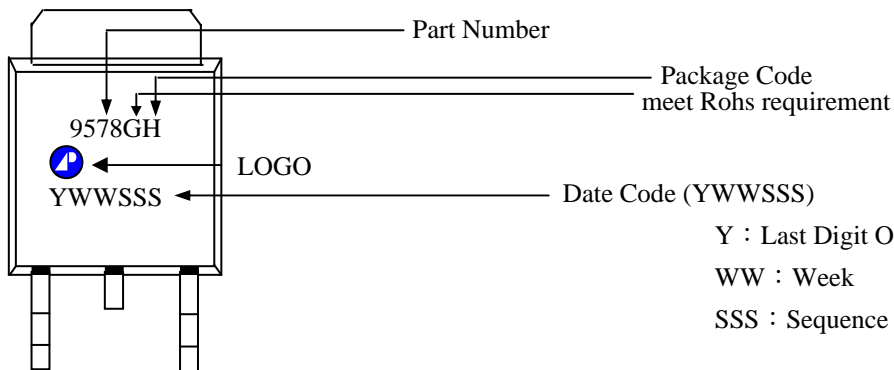 Part Number
Package Code
meet Rohs requirement
9578GH
LOGO
YWWSSS
Date Code (YWWSSS)
Y：Last Digit O
WW：Week
SSS：Sequence